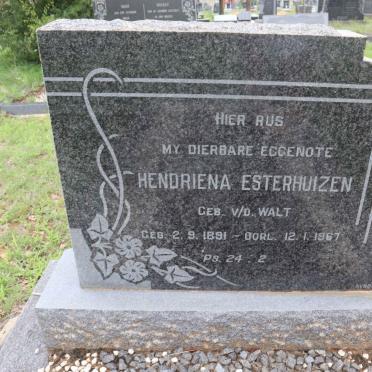 HIER RUS
MY DIERBARE EGGENOTE
HENDRIENA ESTERHUIZEN
GEB. V/D. WALT
GEB. 2.9.1891 - OORL. 12.1.1967
PS. 24 : 2